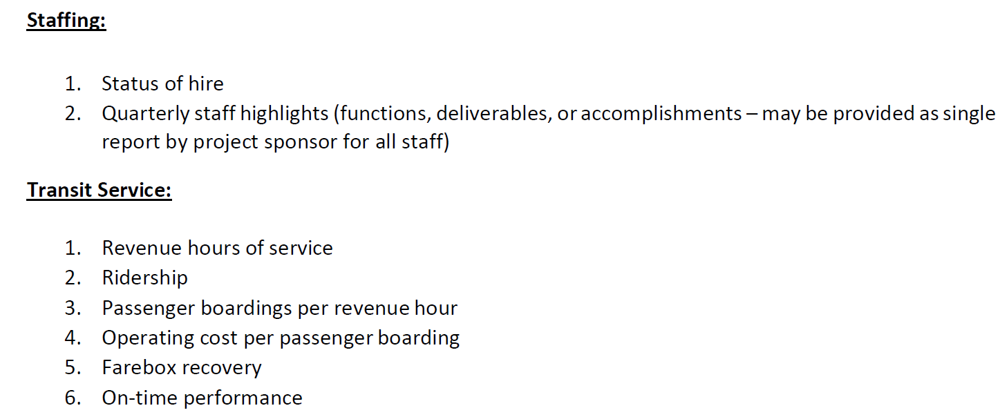 Staffing:
1. Status of hire
2. Quarterly staff highlights (functions, deliverables, or accomplishments – may be provided as single
report by project sponsor for all staff)
Transit Service:
1. Revenue hours of service
2. Ridership
3. Passenger boardings per revenue hour
4. Operating cost per passenger boarding
5. Farebox recovery
6. On-time performance